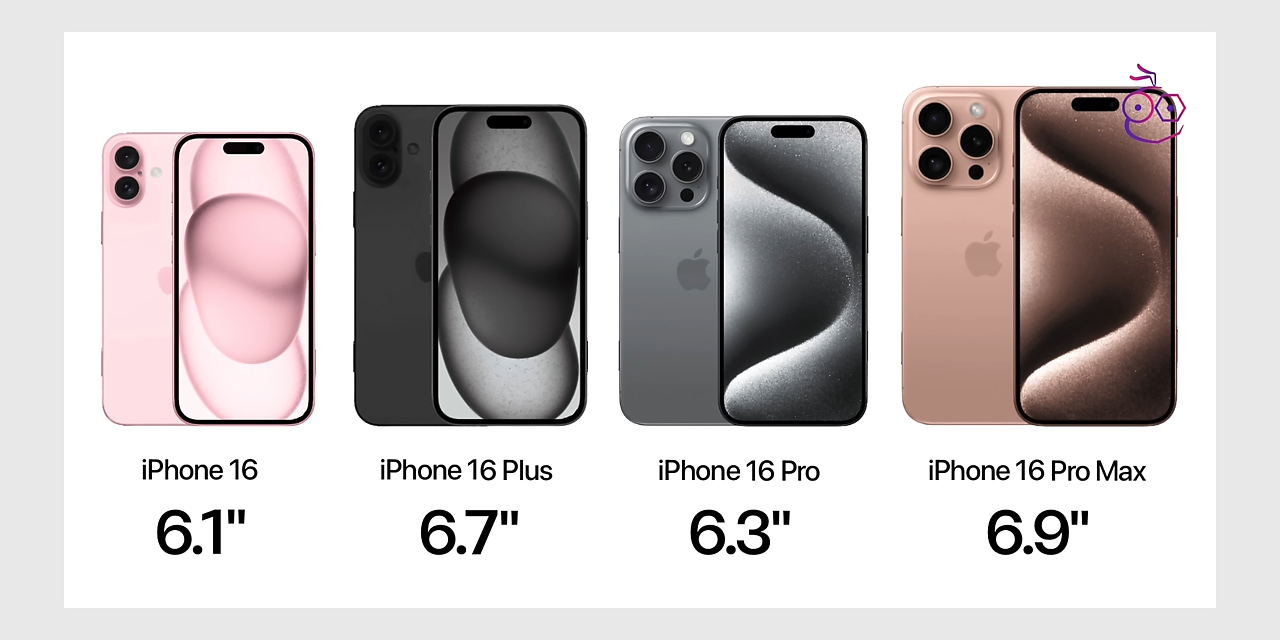 iPhone 16
6.1"
iPhone 16 Plus
6.7"
iPhone 16 Pro
6.3"
iPhone 16 Pro Max
6.9"